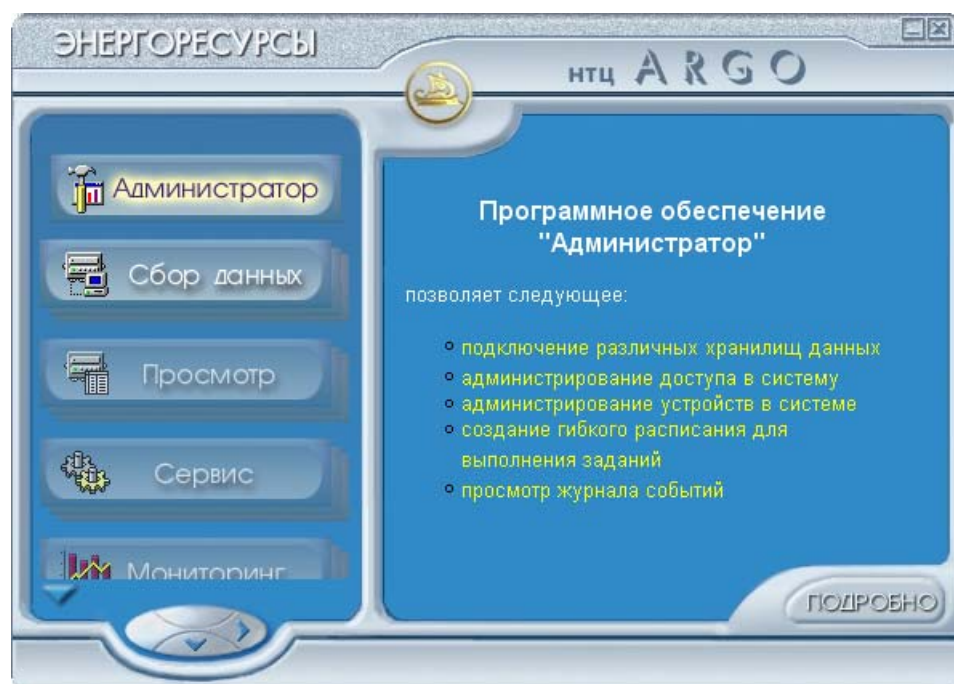 ЭНЕРГОРЕСУРСЫ
НТЦ ARGO
Администратор
Сбор данных
Просмотр
Сервис
Мониторинг
Программное обеспечение
"Администратор"
позволяет следующее:
подключение различных хранилищ данных
администрирование доступа в систему
администрирование устройств в системе
создание гибкого расписания для
выполнения заданий
просмотр журнала событий
ПОДРОБНО